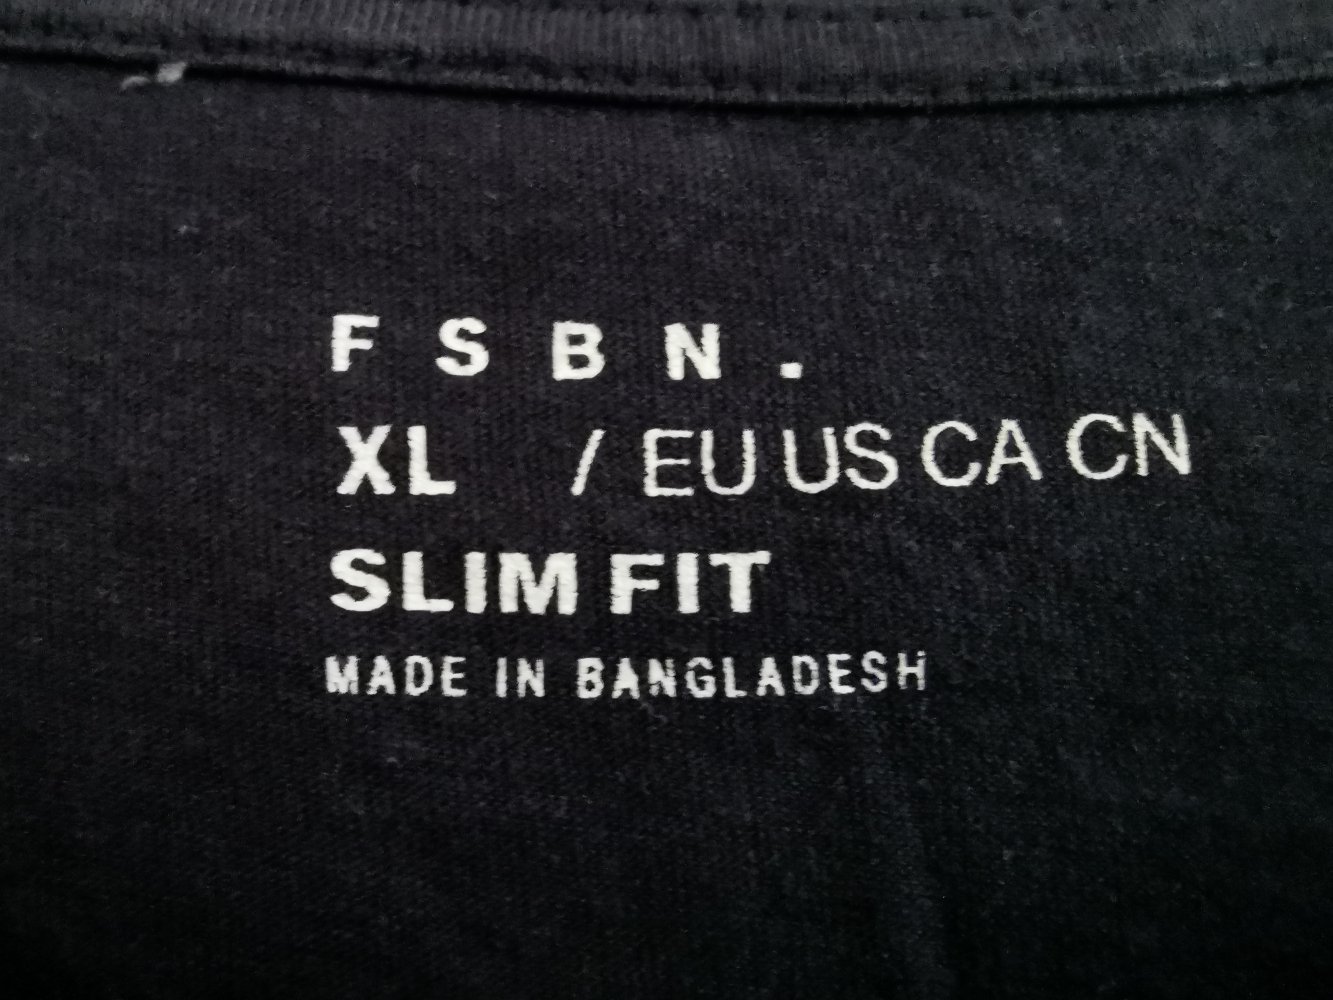 F S B N .
XL / EU US CA CN
SLIM FIT
MADE IN BANGLADESH